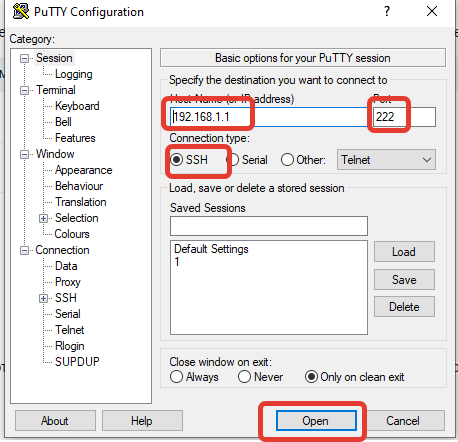 PuTTY Configuration
Category:
Session
Logging
Terminal
Keyboard
Bell
Features
Window
Appearance
Behaviour
Translation
Selection
Colours
Connection
Data
Proxy
SSH
Serial
Telnet
Rlogin
SUPDUP
Basic options for your PuTTY session
Specify the destination you want to connect to
Host Name (or IP address) Port
192.168.1.1 222
Connection type:
SSH Serial Other: Telnet
Load, save or delete a stored session
Saved Sessions
Default Settings
1
Load
Save
Delete
Close window on exit:
Always Never Only on clean exit
About Help Open Cancel